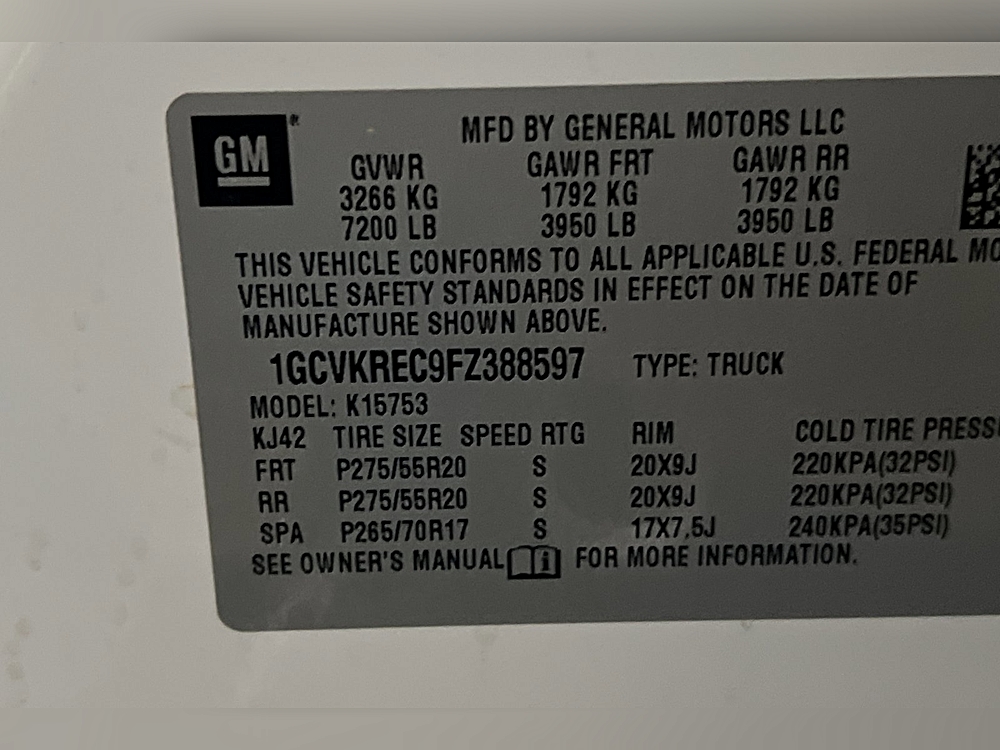 GM®
MFD BY GENERAL MOTORS LLC
GVWR GAWR FRT GAWR RR
3266 KG 1792 KG 1792 KG
7200 LB 3950 LB 3950 LB
THIS VEHICLE CONFORMS TO ALL APPLICABLE U.S. FEDERAL MO
VEHICLE SAFETY STANDARDS IN EFFECT ON THE DATE OF
MANUFACTURE SHOWN ABOVE.
1GCVKREC9FZ388597 TYPE: TRUCK
MODEL: K15753
KJ42 TIRE SIZE SPEED RTG RIM COLD TIRE PRESS
FRT P275/55R20 S 20X9J 220KPA(32PSI)
RR P275/55R20 S 20X9J 220KPA(32PSI)
SPA P265/70R17 S 17X7,5J 240KPA(35PSI)
SEE OWNER'S MANUAL i FOR MORE INFORMATION.